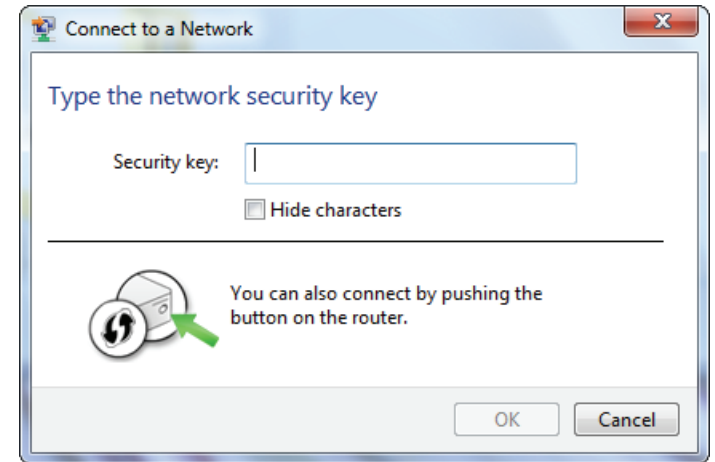 Connect to a Network
Type the network security key
Security key:
Hide characters
You can also connect by pushing the
button on the router.
OK
Cancel